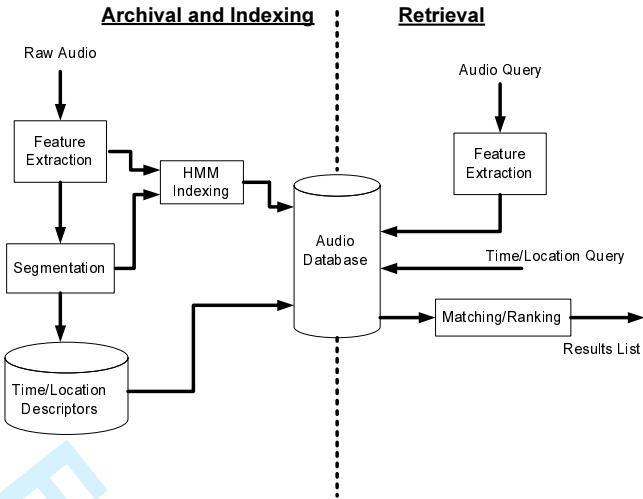 Archival and Indexing
Retrieval
Raw Audio
Audio Query
Feature
Extraction
HMM
Indexing
Feature
Extraction
Segmentation
Audio
Database
Time/Location Query
Matching/Ranking
Results List
Time/Location
Descriptors